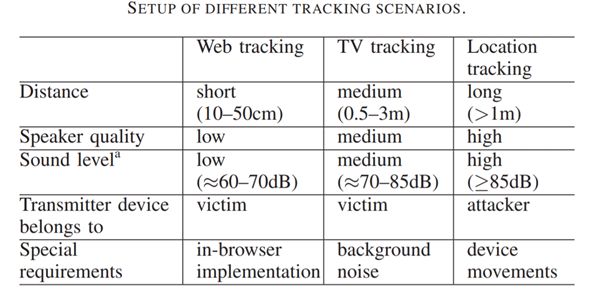 SETUP OF DIFFERENT TRACKING SCENARIOS.
Web tracking TV tracking Location
tracking
Distance short medium long
(10–50cm) (0.5–3m) (>1m)
Speaker quality low medium high
Sound levelᵃ low medium high
(≈60–70dB) (≈70–85dB) (≥85dB)
Transmitter device victim victim attacker
belongs to
Special in-browser background device
requirements implementation noise movements